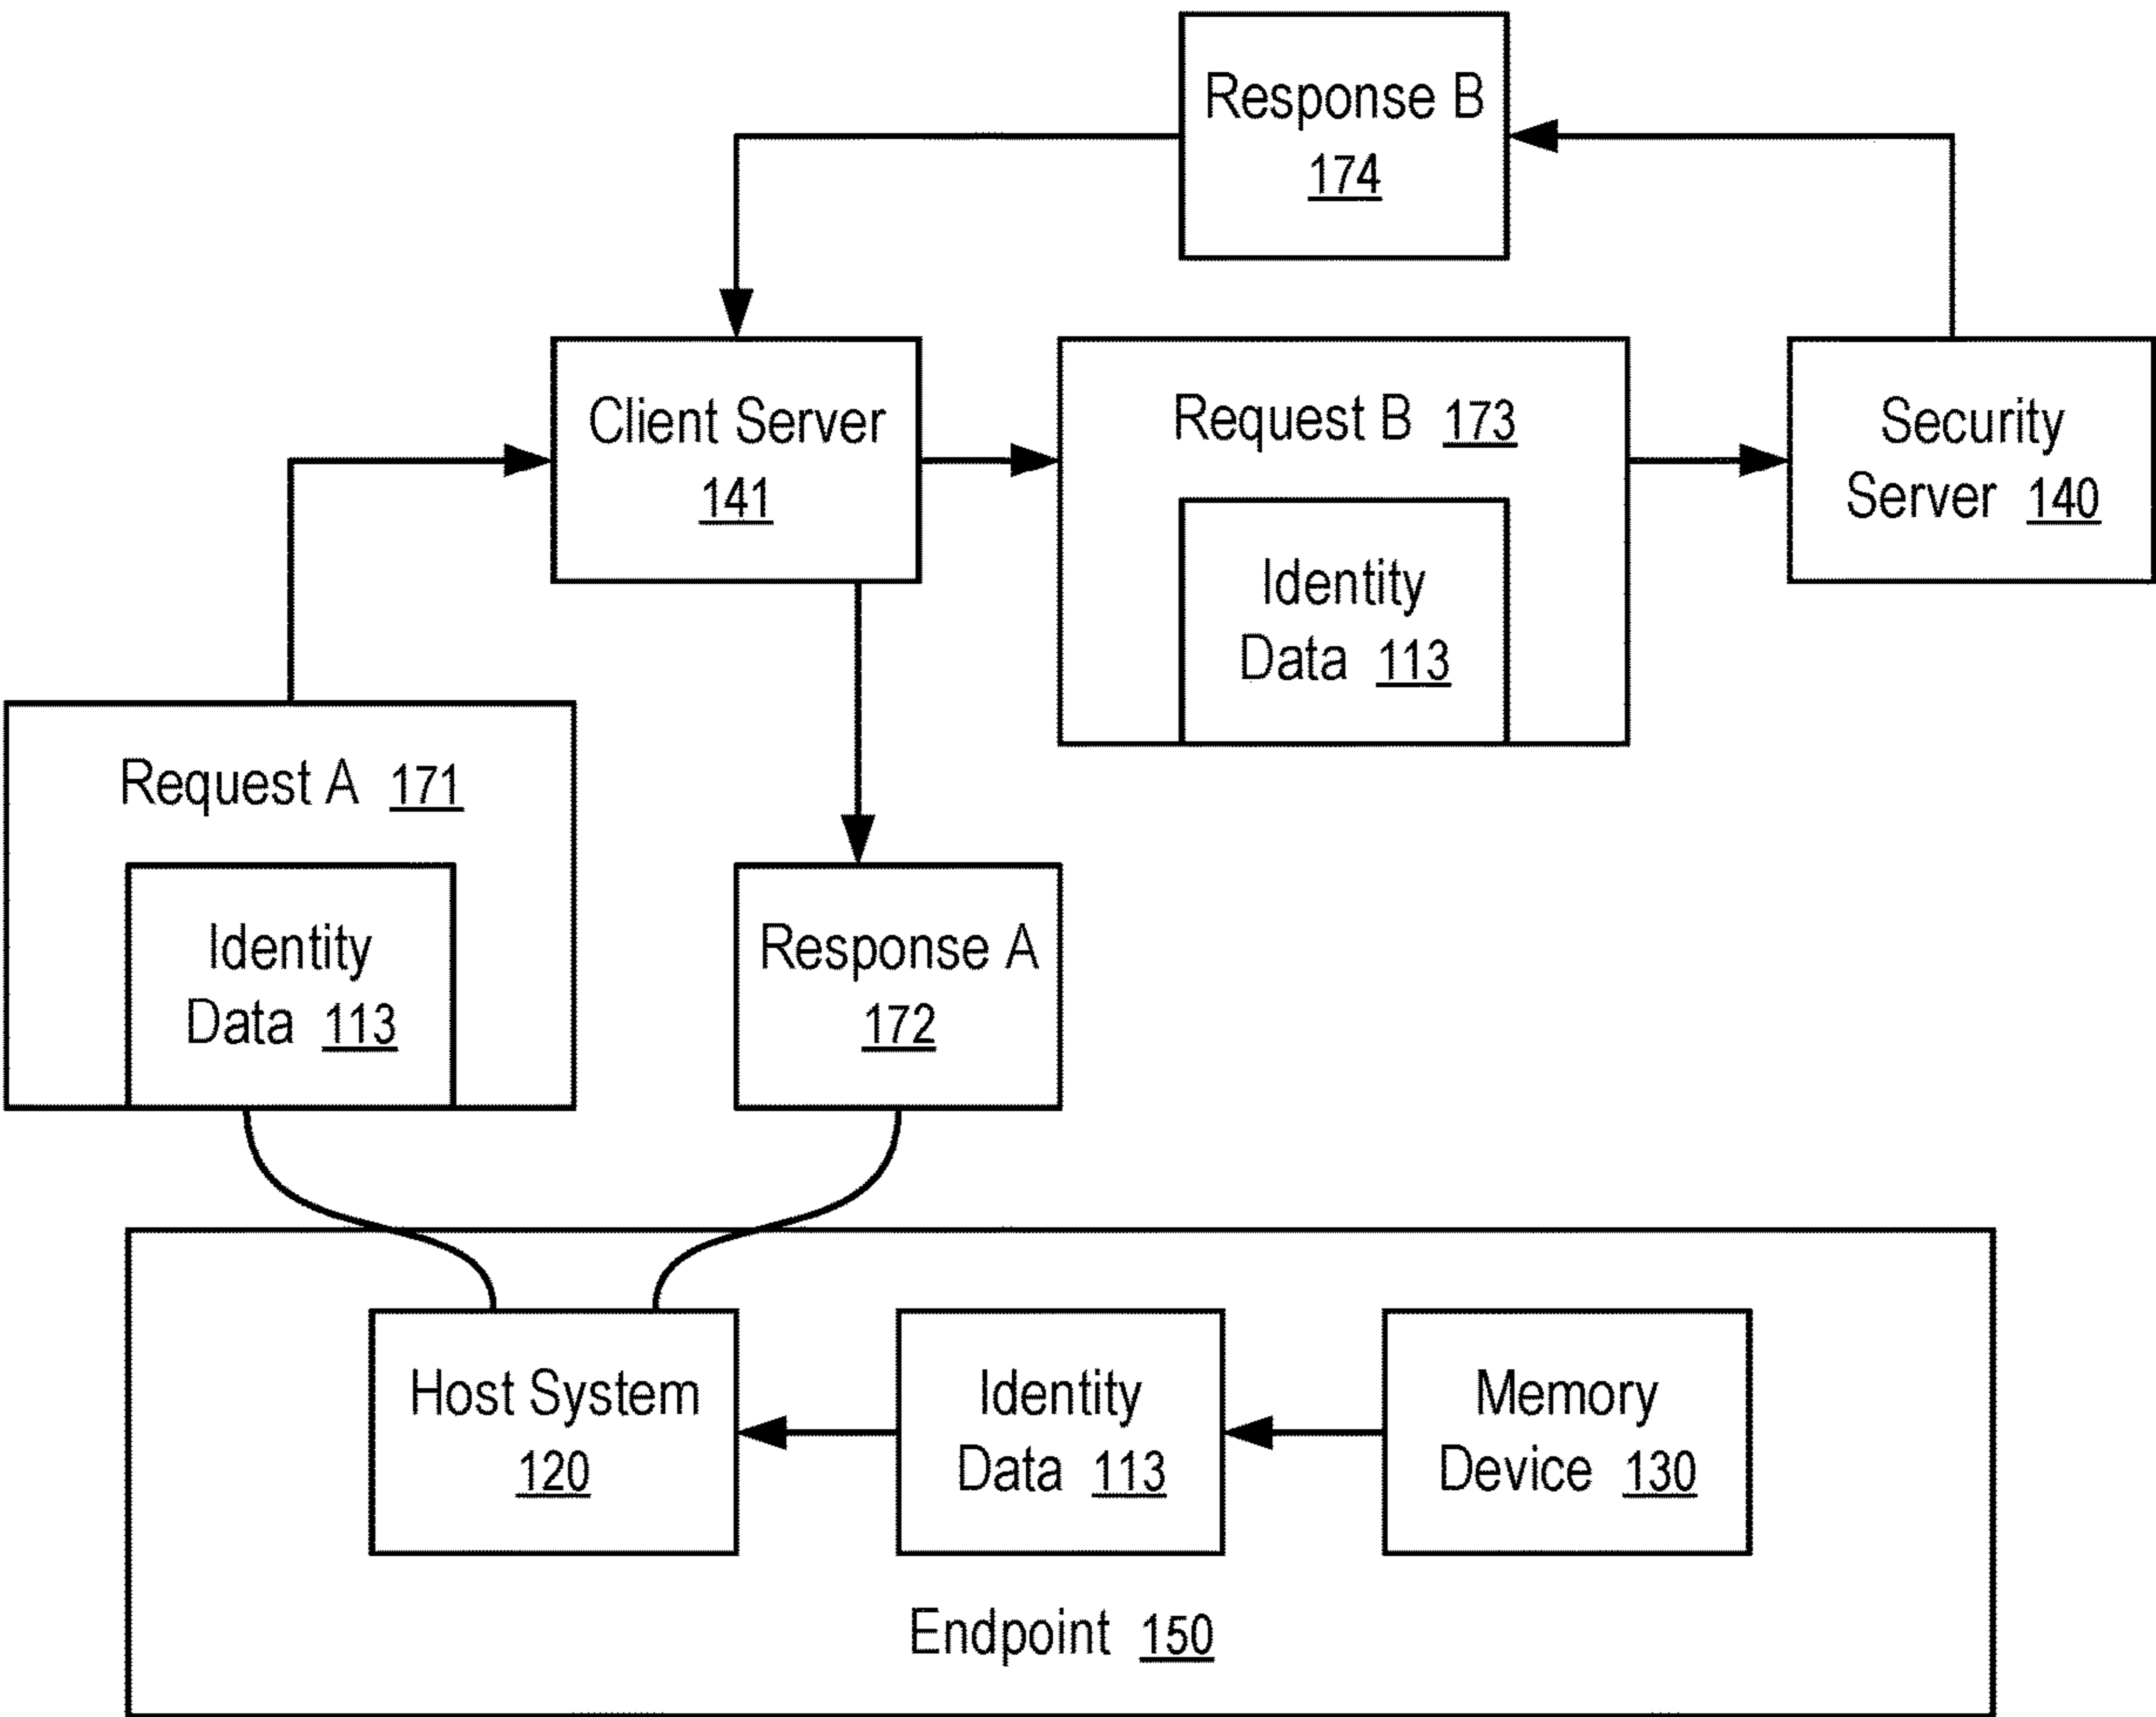 Response B
174
Client Server
141
Request B 173
Identity
Data 113
Security
Server 140
Request A 171
Identity
Data 113
Response A
172
Host System
120
Identity
Data 113
Memory
Device 130
Endpoint 150